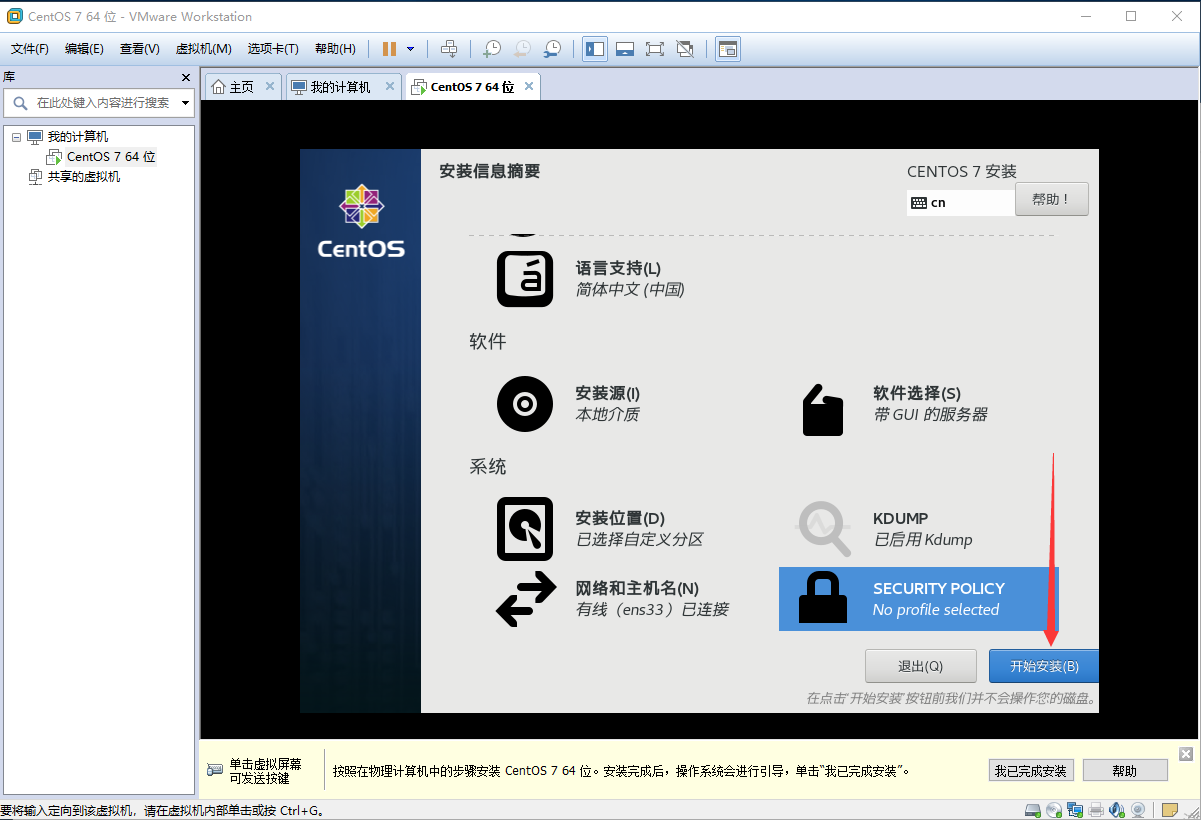 CentOS 7 64 位 - VMware Workstation
文件(F) 编辑(E) 查看(V) 虚拟机(M) 选项卡(T) 帮助(H)
库
在此处键入内容进行搜索
我的计算机
CentOS 7 64 位
共享的虚拟机
主页 我的计算机 CentOS 7 64 位
CentOS
安装信息摘要
CENTOS 7 安装
cn
帮助！
语言支持(L)
简体中文 (中国)
软件
安装源(I)
本地介质
软件选择(S)
带 GUI 的服务器
系统
安装位置(D)
已选择自定义分区
KDUMP
已启用 Kdump
网络和主机名(N)
有线（ens33）已连接
SECURITY POLICY
No profile selected
退出(Q) 开始安装(B)
在点击'开始安装'按钮前我们并不会操作您的磁盘。
单击虚拟屏幕
可发送按键
按照在物理计算机中的步骤安装 CentOS 7 64 位。安装完成后，操作系统会进行引导，单击“我已完成安装”。
我已完成安装 帮助
要将输入定向到该虚拟机，请在虚拟机内部单击或按 Ctrl+G。